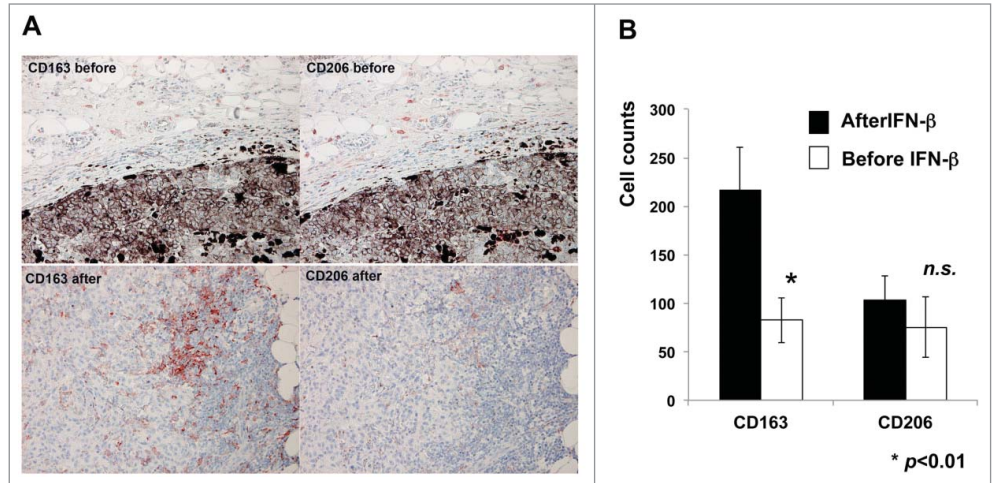 A
CD163 before
CD206 before
CD163 after
CD206 after
B
Cell counts
300
250
200
150
100
50
0
AfterIFN-β
Before IFN-β
*
n.s.
CD163
CD206
* p<0.01